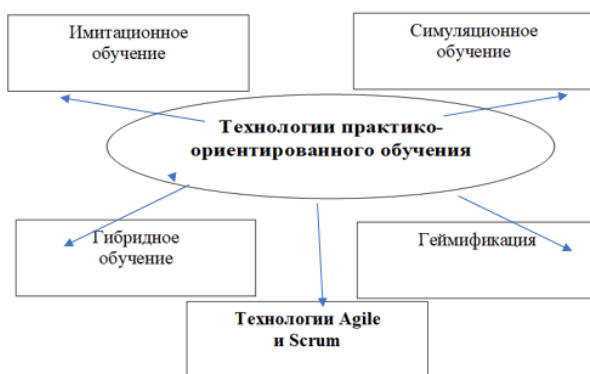 Имитационное
обучение
Симуляционное
обучение
Технологии практико-
ориентированного обучения
Гибридное
обучение
Геймификация
Технологии Agile
и Scrum